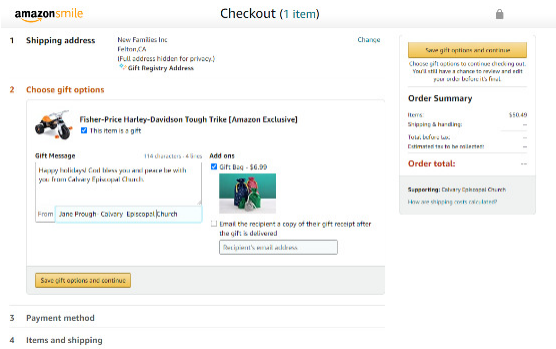 amazonsmile
Checkout (1 item)
1 Shipping address
New Families Inc
Felton,CA
(Full address hidden for privacy.)
Gift Registry Address
Change
2 Choose gift options
Fisher-Price Harley-Davidson Tough Trike [Amazon Exclusive]
This item is a gift
Gift Message
114 characters - 4 lines
Happy holidays! God bless you and peace be with
you from Calvary Episcopal Church
From Jane Prough Calvary Episcopal Church
Add ons
Gift Bag - $6.99
Email the recipient a copy of their gift receipt after
the gift is delivered
Recipient's email address
Save gift options and continue
3 Payment method
4 Items and shipping
Save gift options and continue
Choose gift options to continue checking out.
You'll still have a chance to review and edit
your order before it's final.
Order Summary
Items: $50.49
Shipping & handling: --
Total before tax: --
Estimated tax to be collected: --
Order total: --
Supporting: Calvary Episcopal Church
How are shipping costs calculated?